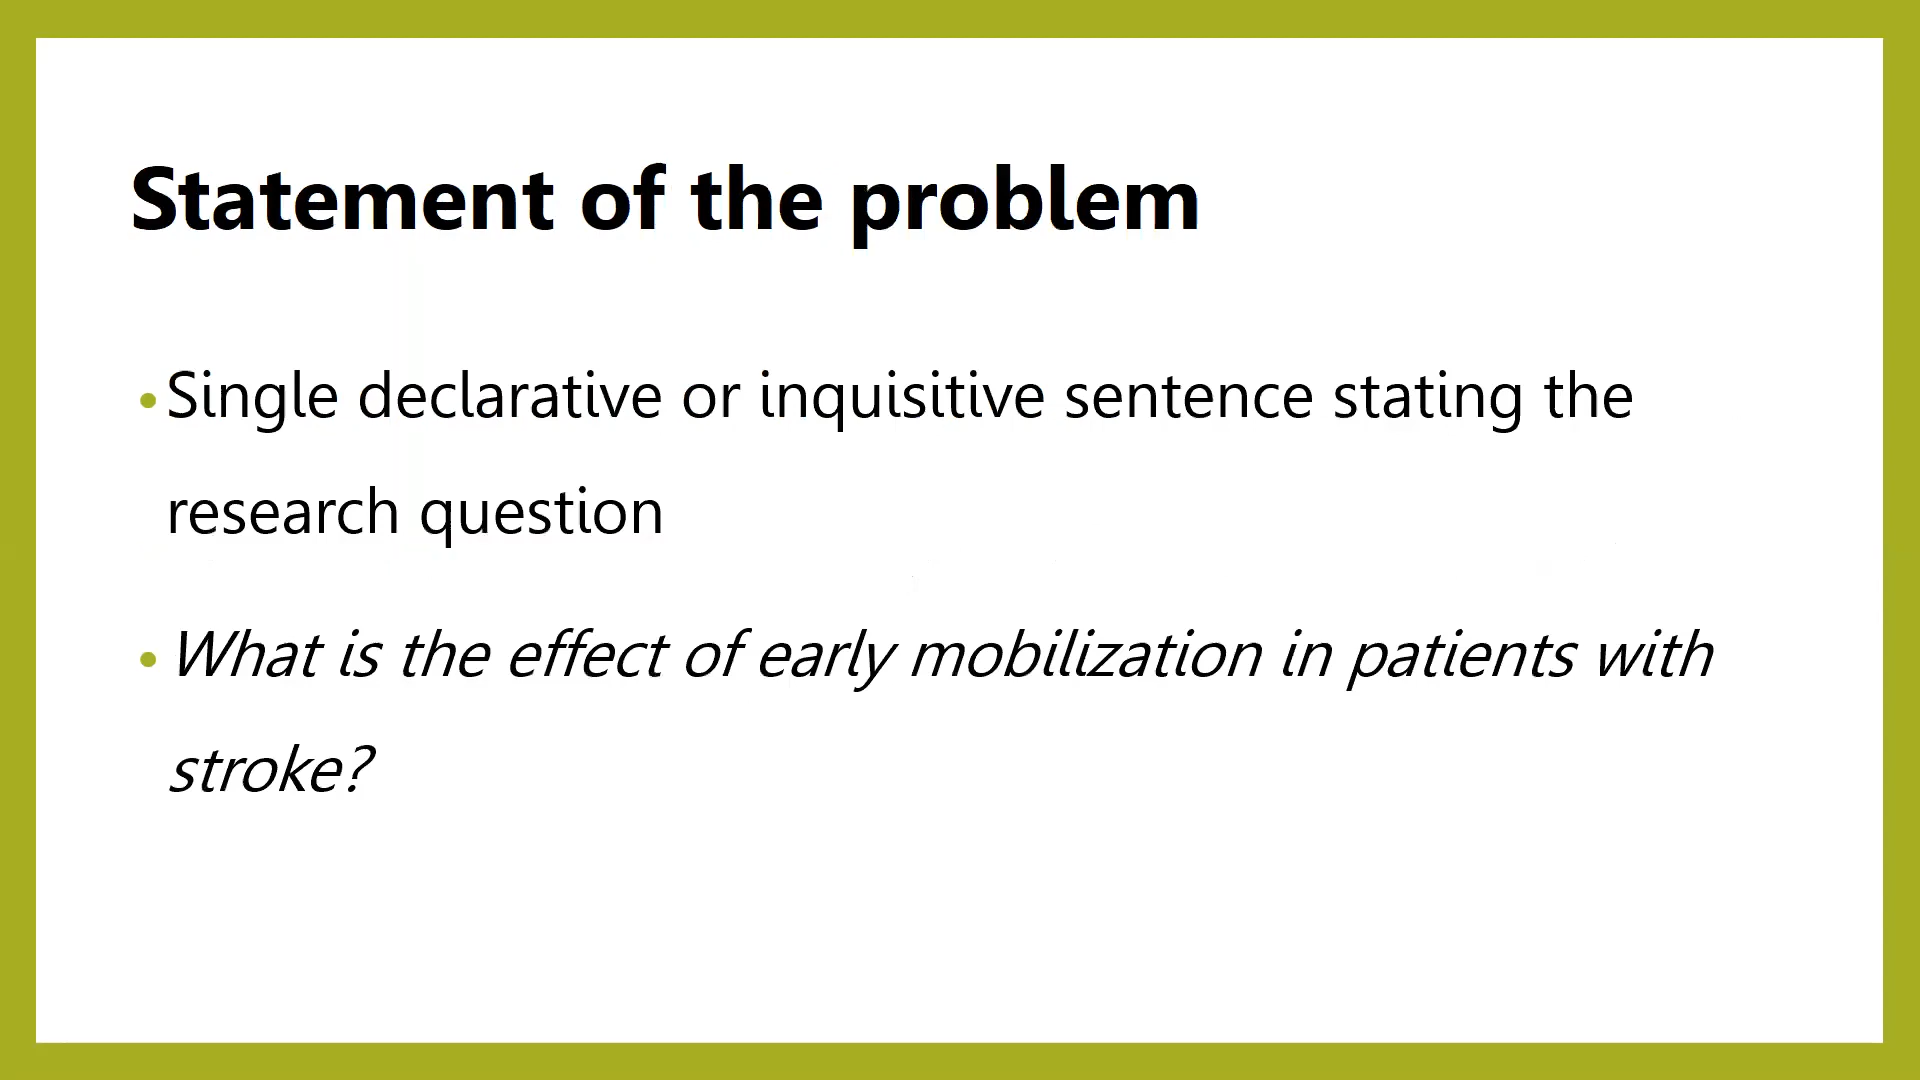 Statement of the problem
• Single declarative or inquisitive sentence stating the
research question
• What is the effect of early mobilization in patients with
stroke?